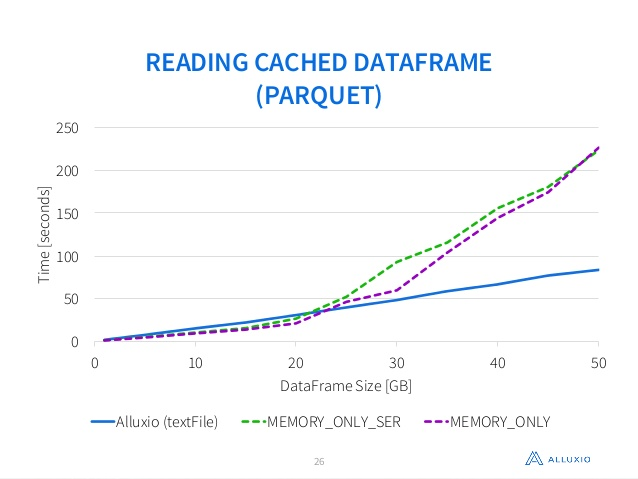 READING CACHED DATAFRAME
(PARQUET)
250
200
150
100
50
0
Time [seconds]
0 10 20 30 40 50
DataFrame Size [GB]
Alluxio (textFile) MEMORY_ONLY_SER MEMORY_ONLY
26
ALLUXIO